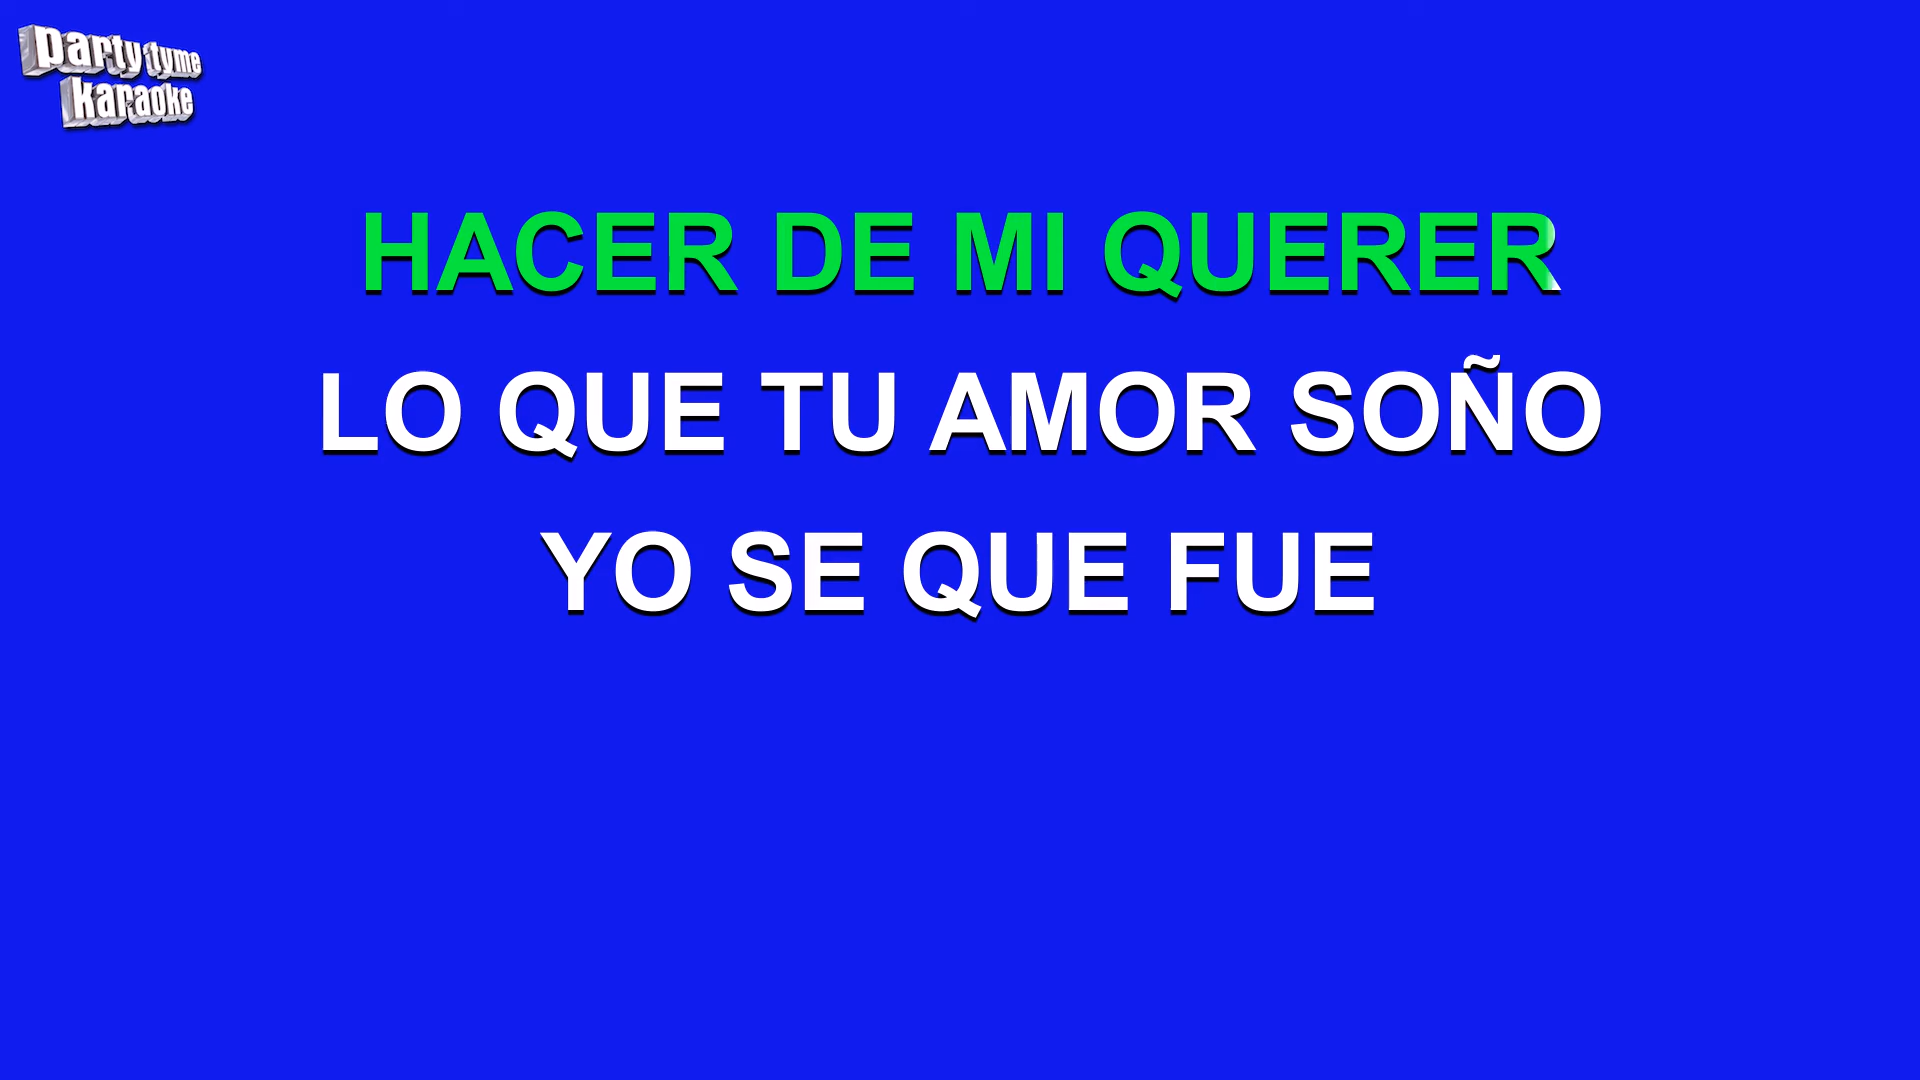 party tyme
karaoke
HACER DE MI QUERER
LO QUE TU AMOR SOÑO
YO SE QUE FUE